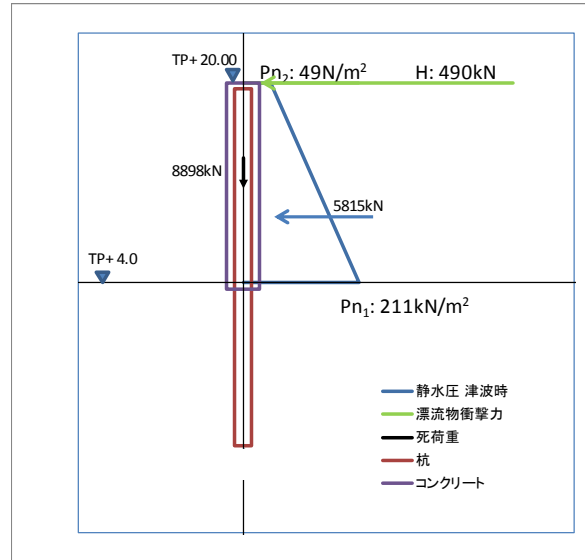 TP+ 20.00
Pn₂: 49N/m²
H: 490kN
8898kN
5815kN
TP+ 4.0
Pn₁: 211kN/m²
静水圧 津波時
漂流物衝撃力
死荷重
杭
コンクリート